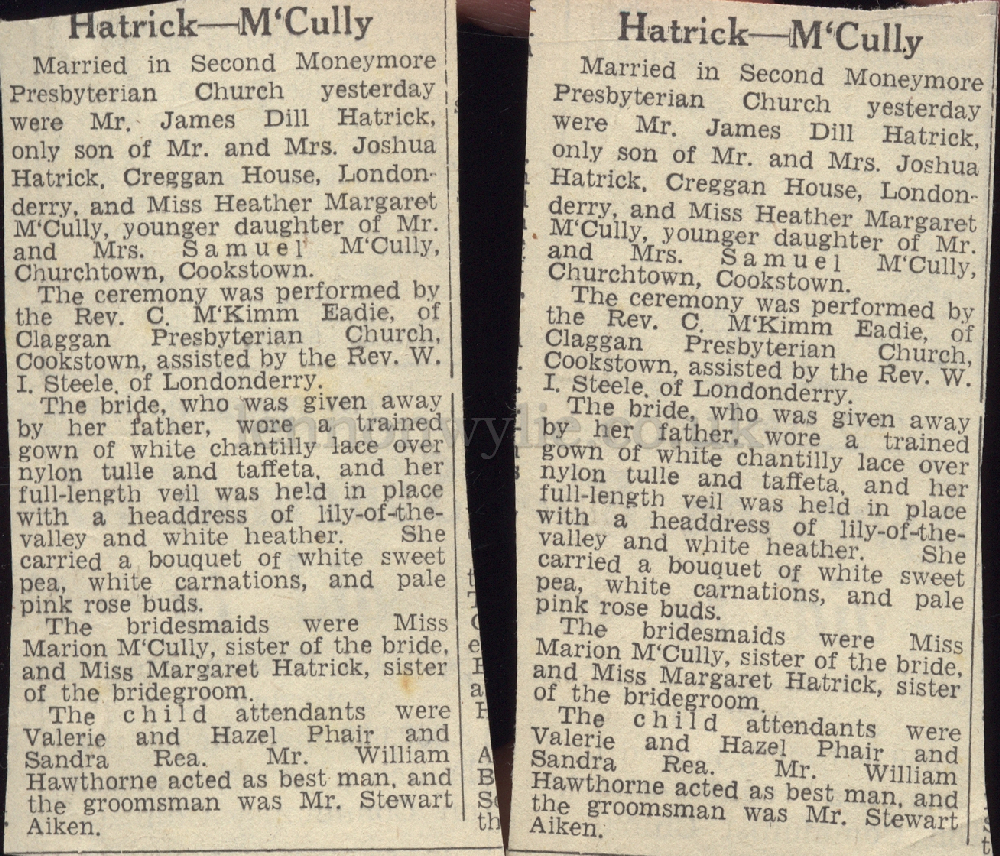 Hatrick—M‘Cully
Married in Second Moneymore
Presbyterian Church yesterday
were Mr. James Dill Hatrick,
only son of Mr. and Mrs. Joshua
Hatrick, Creggan House, London-
derry, and Miss Heather Margaret
M‘Cully, younger daughter of Mr.
and Mrs. Samuel M‘Cully,
Churchtown, Cookstown.
The ceremony was performed by
the Rev. C. M‘Kimm Eadie, of
Claggan Presbyterian Church,
Cookstown, assisted by the Rev. W.
I. Steele, of Londonderry.
The bride, who was given away
by her father, wore a trained
gown of white chantilly lace over
nylon tulle and taffeta, and her
full-length veil was held in place
with a headdress of lily-of-the-
valley and white heather. She
carried a bouquet of white sweet
pea, white carnations, and pale
pink rose buds.
The bridesmaids were Miss
Marion M‘Cully, sister of the bride,
and Miss Margaret Hatrick, sister
of the bridegroom.
The child attendants were
Valerie and Hazel Phair and
Sandra Rea. Mr. William
Hawthorne acted as best man, and
the groomsman was Mr. Stewart
Aiken.
Hatrick—M‘Cully
Married in Second Moneymore
Presbyterian Church yesterday
were Mr. James Dill Hatrick,
only son of Mr. and Mrs. Joshua
Hatrick, Creggan House, London-
derry, and Miss Heather Margaret
M‘Cully, younger daughter of Mr.
and Mrs. Samuel M‘Cully,
Churchtown, Cookstown.
The ceremony was performed by
the Rev. C. M‘Kimm Eadie, of
Claggan Presbyterian Church,
Cookstown, assisted by the Rev. W.
I. Steele, of Londonderry.
The bride, who was given away
by her father, wore a trained
gown of white chantilly lace over
nylon tulle and taffeta, and her
full-length veil was held in place
with a headdress of lily-of-the-
valley and white heather. She
carried a bouquet of white sweet
pea, white carnations, and pale
pink rose buds.
The bridesmaids were Miss
Marion M‘Cully, sister of the bride,
and Miss Margaret Hatrick, sister
of the bridegroom.
The child attendants were
Valerie and Hazel Phair and
Sandra Rea. Mr. William
Hawthorne acted as best man, and
the groomsman was Mr. Stewart
Aiken.